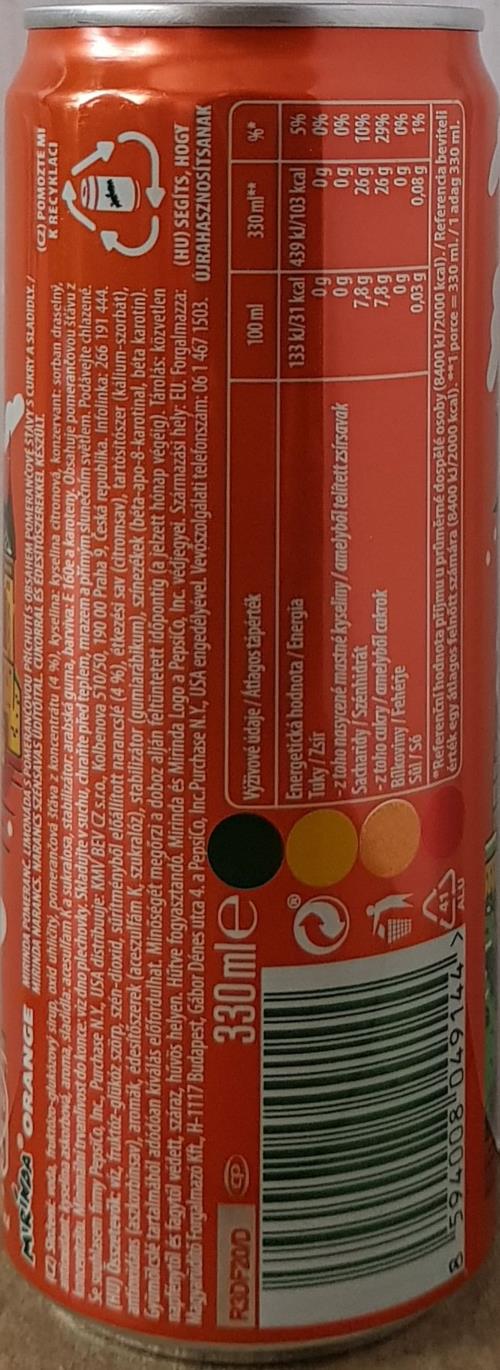 MIRINDA ORANGE
MIRINDA POMERANČ. LIMONÁDA S POMERANČOVOU PŘÍCHUTÍ S OBSAHEM POMERANČOVÉ ŠŤÁVY S CUKRY A SLADIDLY. /
MIRINDA NARANCS. NARANCS SZÉNSAVAS ÜDÍTŐITAL CUKORRAL ÉS ÉDESÍTŐSZEREKKEL KÉSZÜLT.
(CZ) Složení: voda, fruktózo-glukózový sirup, oxid uhličitý, pomerančová šťáva z koncentrátu (4 %), kyselina: kyselina citronová, konzervant: sorban draselný,
antioxidant: kyselina askorbová, aroma, sladidla: acesulfam K a sukralosa, stabilizátor: arabská guma, barviva: E 160e a karoteny. Obsahuje pomerančovou šťávu z
koncentrátu. Minimální trvanlivost do konce: viz dno plechovky. Skladujte v suchu, chraňte před teplem, mrazem a přímým slunečním světlem. Podávejte chlazené.
Se souhlasem firmy PepsiCo, Inc., Purchase N.Y., USA distribuuje: KMV BEV CZ s.r.o., Kolbenova 510/50, 190 00 Praha 9, Česká republika. Infolinka: 266 191 444.
(HU) Összetevők: víz, fruktóz-glükóz szörp, szén-dioxid, sűrítményből előállított narancslé (4 %), étkezési sav (citromsav), tartósítószer (kálium-szorbát),
antioxidáns (aszkorbinsav), aromák, édesítőszerek (aceszulfám K, szukralóz), stabilizátor (gumiarábikum), színezékek (béta-apo-8-karotinal, béta karotin).
Gyümölcslé tartalmából adódóan kiválás előfordulhat. Minőségét megőrzi a doboz alján feltüntetett időpontig (a jelzett hónap végéig). Tárolás: közvetlen
napfénytől és fagytól védett, száraz, hűvös helyen. Hűtve fogyasztandó. Mirinda és Mirinda Logo a PepsiCo, Inc. védjegyei. Származási hely: EU. Forgalmazza:
Magyarüdítő Forgalmazó Kft., H-1117 Budapest, Gábor Dénes utca 4. a PepsiCo, Inc.Purchase N.Y., USA engedélyével. Vevőszolgálati telefonszám: 06 1 467 1503.
(CZ) POMOZTE MI
K RECYKLACI
(HU) SEGÍTS, HOGY
ÚJRAHASZNOSÍTSANAK
R3DF20/D
CP
330 ml e
Výživové údaje / Átlagos tápérték 100 ml 330 ml** %*
Energetická hodnota / Energia 133 kJ/31 kcal 439 kJ/103 kcal 5%
Tuky / Zsír 0 g 0 g 0%
- z toho nasycené mastné kyseliny / amelyből telített zsírsavak 0 g 0 g 0%
Sacharidy / Szénhidrát 7,8 g 26 g 10%
- z toho cukry / amelyből cukrok 7,8 g 26 g 29%
Bílkoviny / Fehérje 0 g 0 g 0%
Sůl / Só 0,03 g 0,08 g 1%
*Referenční hodnota příjmu u průměrné dospělé osoby (8400 kJ/2000 kcal). / Referencia beviteli
érték egy átlagos felnőtt számára (8400 kJ/2000 kcal). **1 porce = 330 ml. / 1 adag 330 ml.
®
41
ALU
8 594008 049144 >